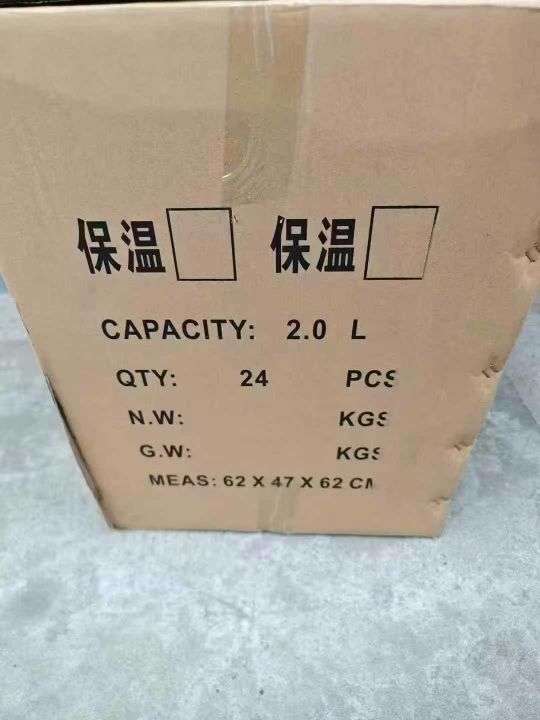 保温 保温
CAPACITY: 2.0 L
QTY: 24 PCS
N.W: KGS
G.W: KGS
MEAS: 62 X 47 X 62 CM